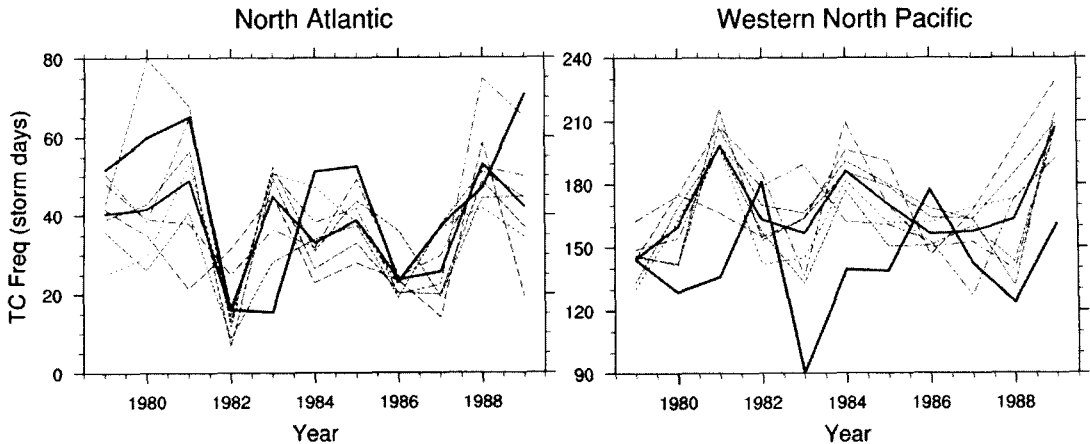 North Atlantic
TC Freq (storm days)
80
60
40
20
0
1980 1982 1984 1986 1988
Year
Western North Pacific
240
210
180
150
120
90
1980 1982 1984 1986 1988
Year